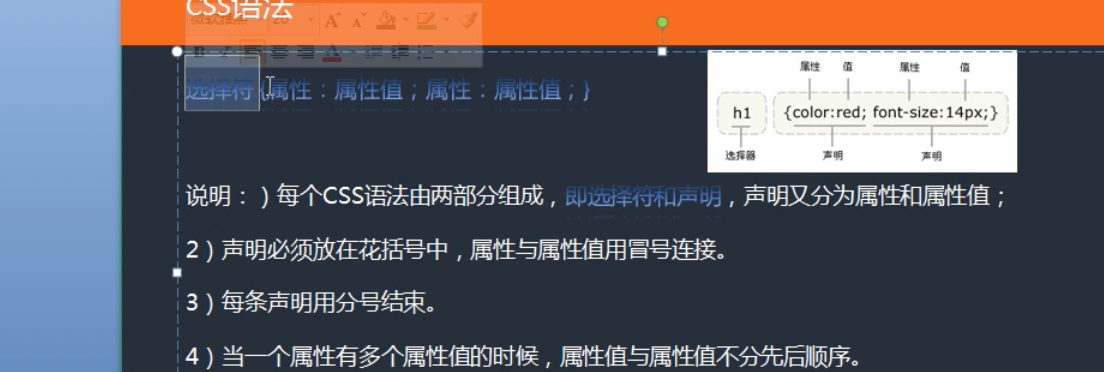 CSS语法
20
B
选择符{属性：属性值；属性：属性值；}
属性 值 属性 值
h1 {color:red; font-size:14px;}
选择器 声明 声明
说明：）每个CSS语法由两部分组成，即选择符和声明，声明又分为属性和属性值；
2）声明必须放在花括号中，属性与属性值用冒号连接。
3）每条声明用分号结束。
4）当一个属性有多个属性值的时候，属性值与属性值不分先后顺序。